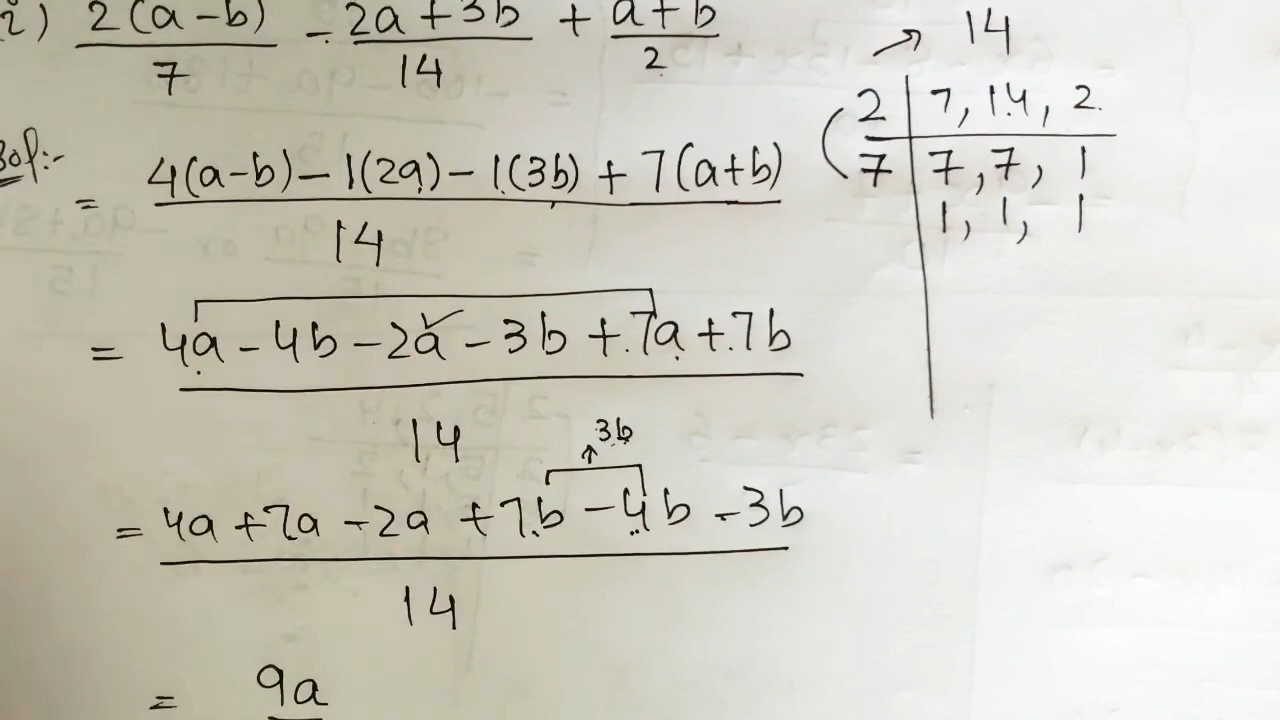 i) 2(a-b) - 2a+3b + a+b
7 14 2
→ 14
2 | 7, 14, 2
7 | 7, 7, 1
1, 1, 1
Sol:-
= 4(a-b) - 1(2a) - 1(3b) + 7(a+b)
14
= 4a - 4b - 2a - 3b + 7a + 7b
14
↑ 3b
= 4a + 7a - 2a + 7b - 4b - 3b
14
= 9a